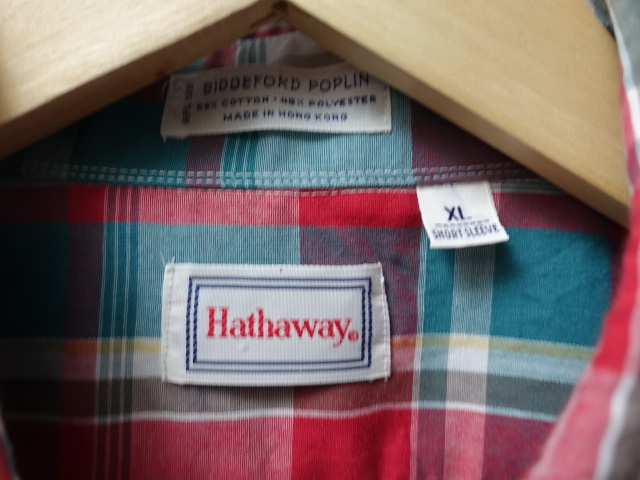 BIDDEFORD POPLIN
COTTON • POLYESTER
MADE IN HONG KONG
XL
SHORT SLEEVE
Hathaway®